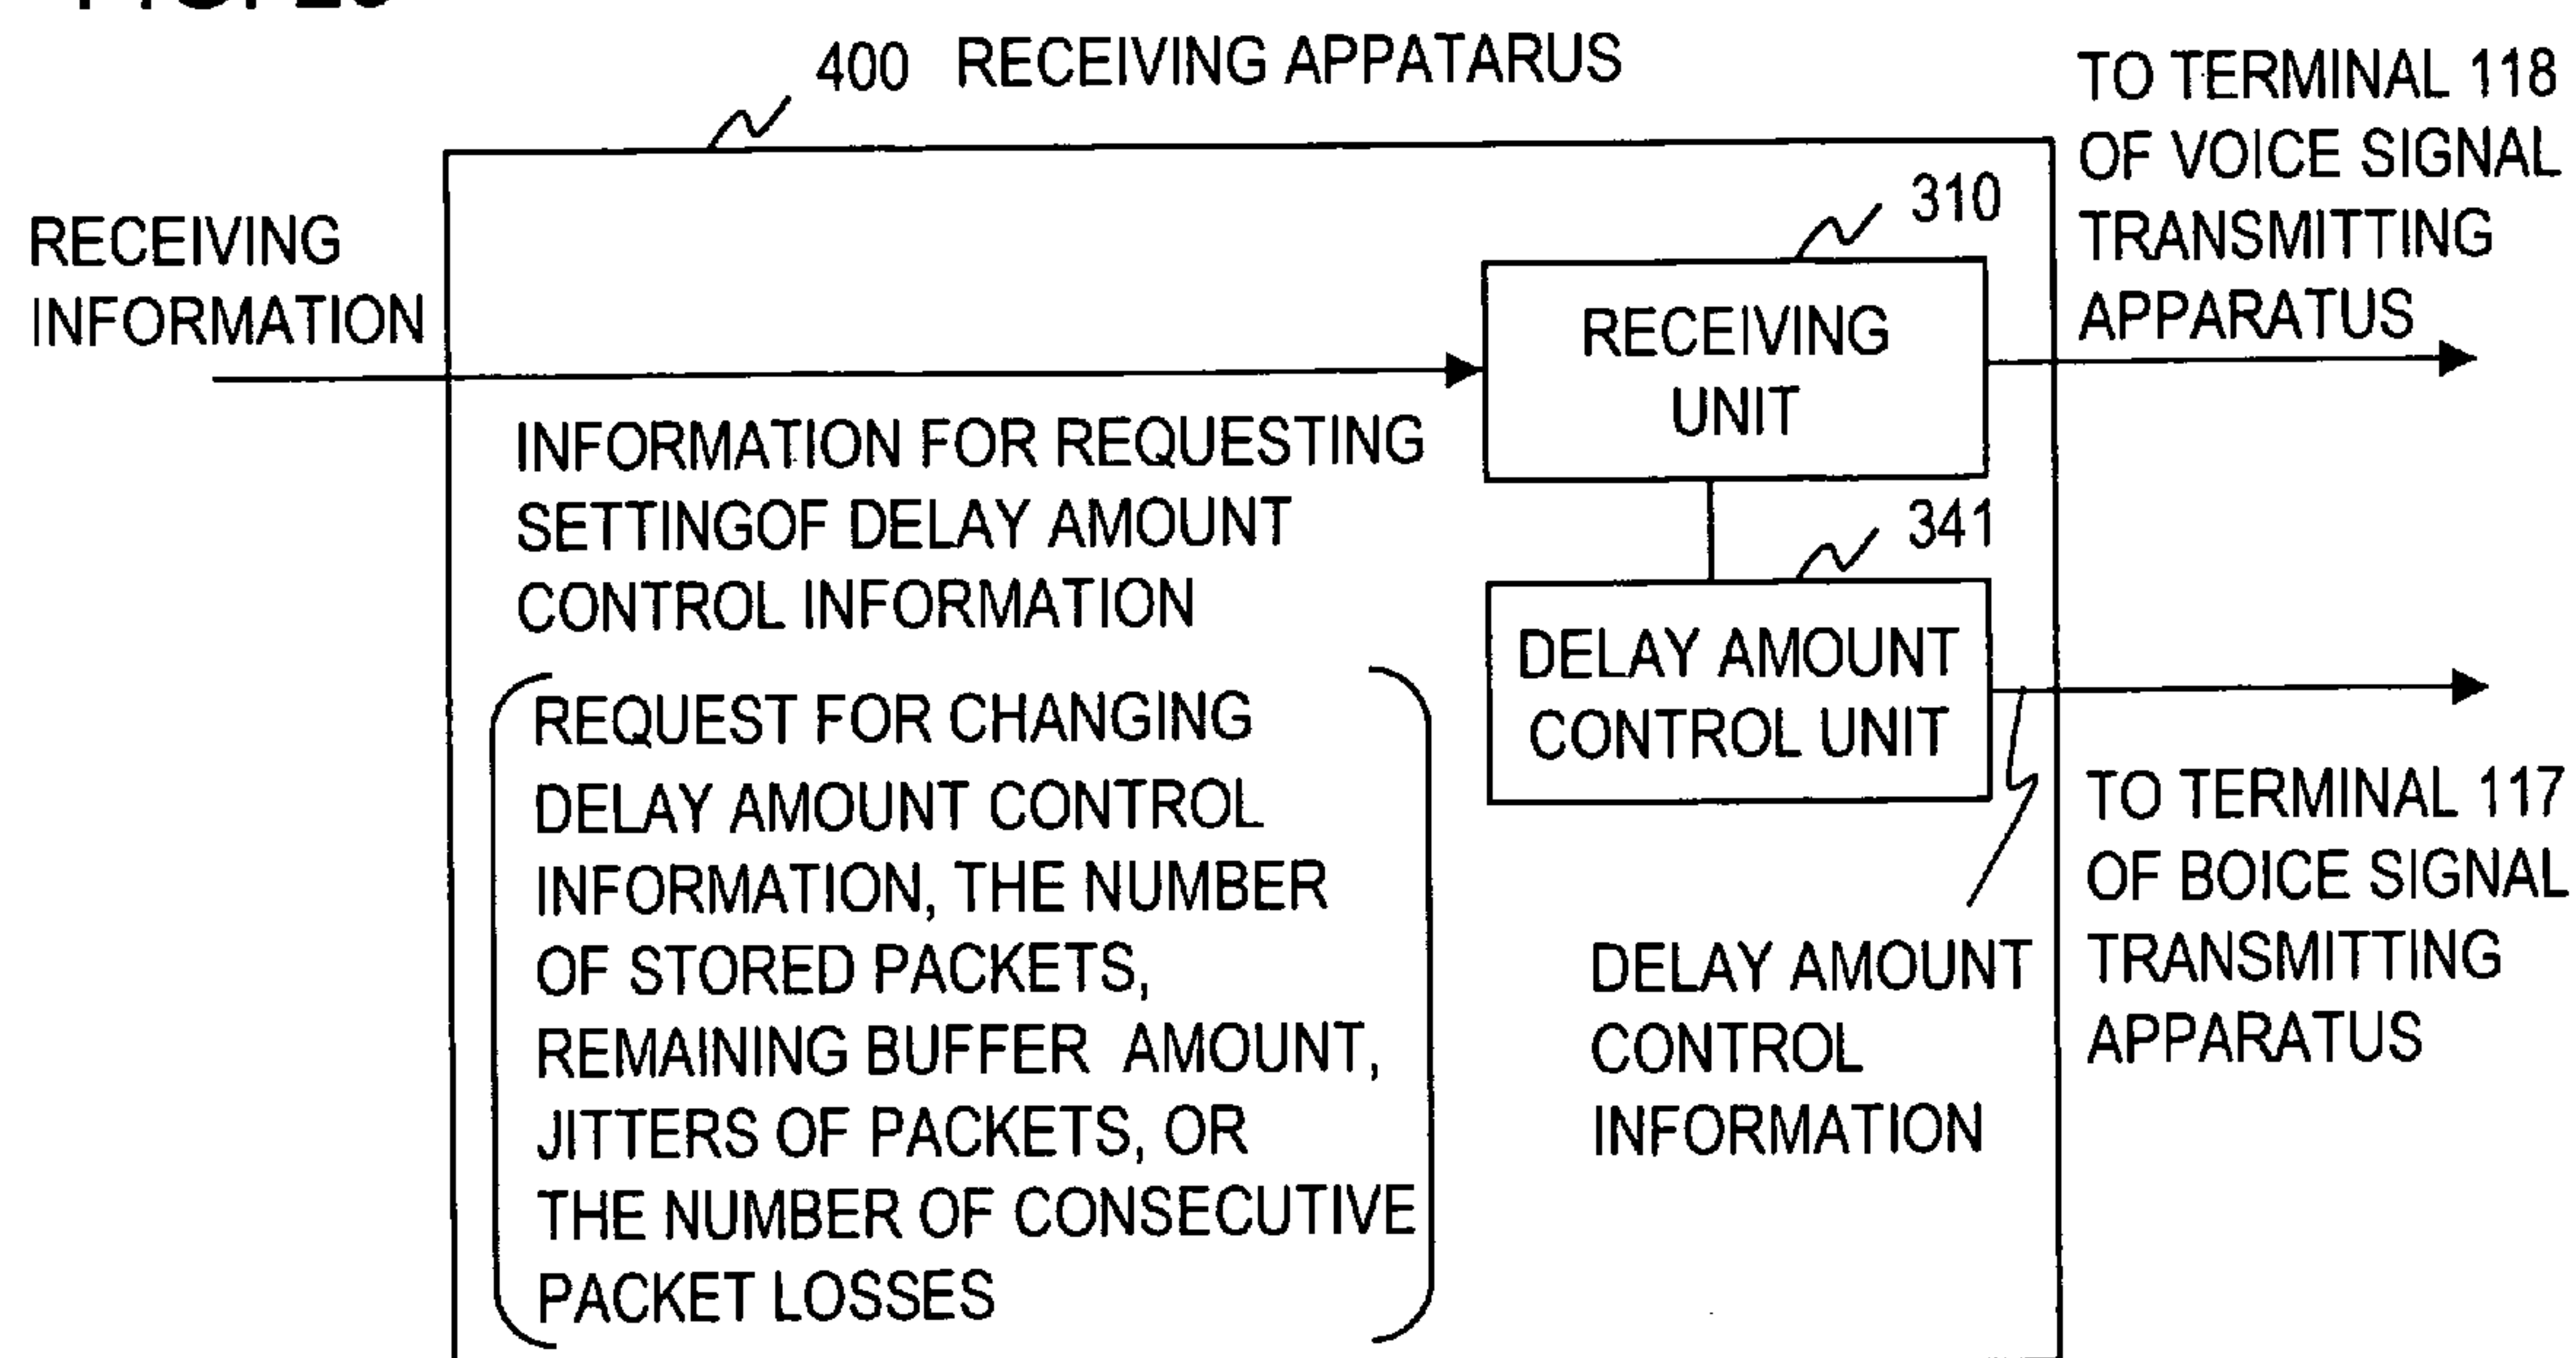 400 RECEIVING APPATARUS
TO TERMINAL 118
OF VOICE SIGNAL
TRANSMITTING
APPARATUS
RECEIVING
INFORMATION
310
RECEIVING
UNIT
INFORMATION FOR REQUESTING
SETTINGOF DELAY AMOUNT
CONTROL INFORMATION
341
DELAY AMOUNT
CONTROL UNIT
REQUEST FOR CHANGING
DELAY AMOUNT CONTROL
INFORMATION, THE NUMBER
OF STORED PACKETS,
REMAINING BUFFER AMOUNT,
JITTERS OF PACKETS, OR
THE NUMBER OF CONSECUTIVE
PACKET LOSSES
DELAY AMOUNT
CONTROL
INFORMATION
TO TERMINAL 117
OF BOICE SIGNAL
TRANSMITTING
APPARATUS